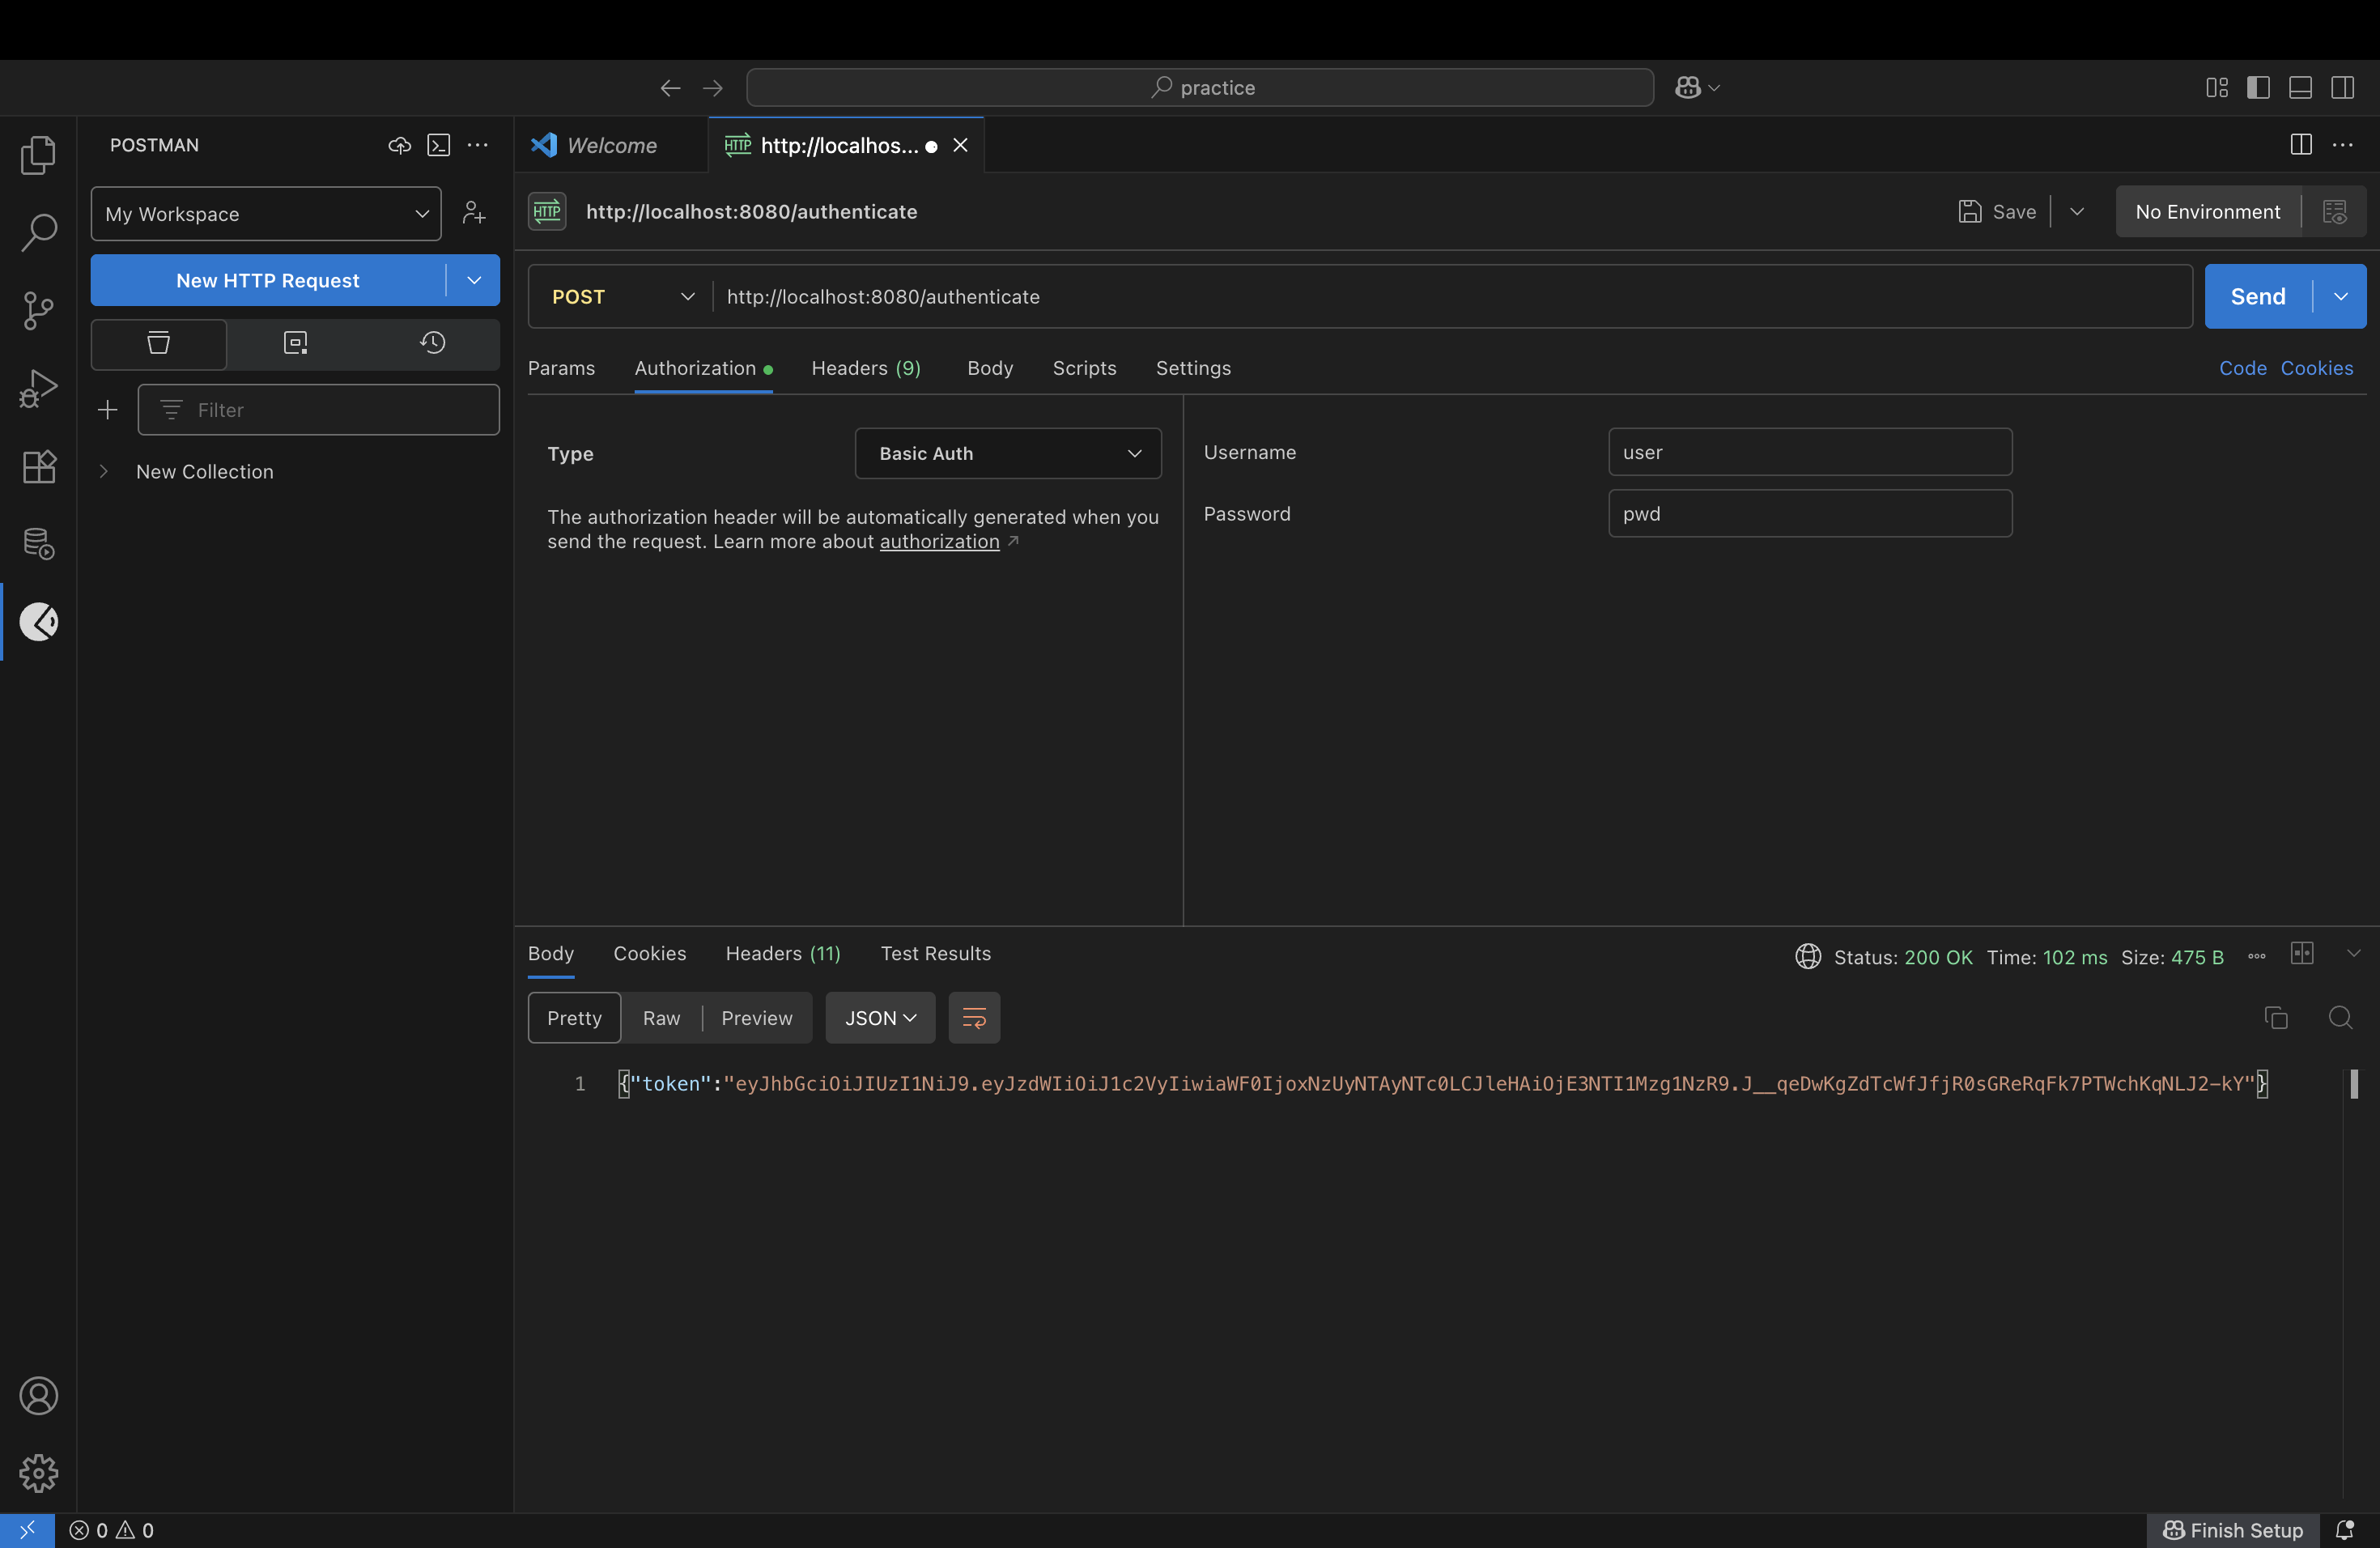 practice
POSTMAN
Welcome
http://localhos...
My Workspace
http://localhost:8080/authenticate
Save
No Environment
New HTTP Request
POST
http://localhost:8080/authenticate
Send
Params
Authorization
Headers (9)
Body
Scripts
Settings
Code
Cookies
Filter
New Collection
Type
Basic Auth
The authorization header will be automatically generated when you
send the request. Learn more about authorization
Username
user
Password
pwd
Body
Cookies
Headers (11)
Test Results
Status: 200 OK
Time: 102 ms
Size: 475 B
Pretty
Raw
Preview
JSON
1
{"token":"eyJhbGciOiJIUzI1NiJ9.eyJzdWIiOiJ1c2VyIiwiaWF0IjoxNzUyNTAyNTc0LCJleHAiOjE3NTI1Mzg1NzR9.J__qeDwKgZdTcWfJfjR0sGReRqFk7PTWchKqNLJ2-kY"}
0
0
Finish Setup